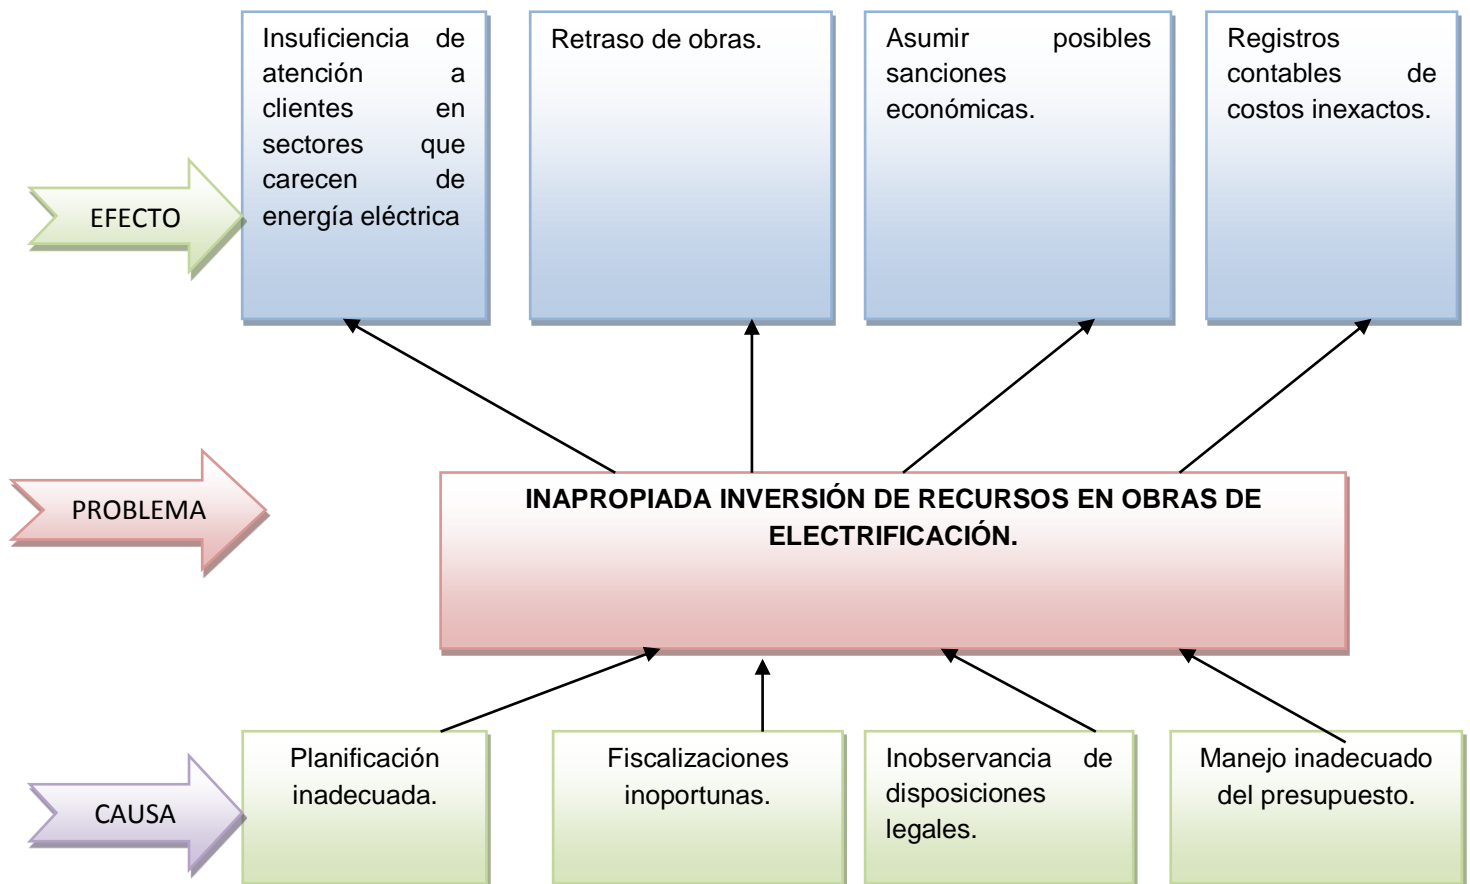 Insuficiencia de
atención a
clientes en
sectores que
carecen de
energía eléctrica
Retraso de obras.
Asumir posibles
sanciones
económicas.
Registros
contables de
costos inexactos.
EFECTO
PROBLEMA
INAPROPIADA INVERSIÓN DE RECURSOS EN OBRAS DE
ELECTRIFICACIÓN.
CAUSA
Planificación
inadecuada.
Fiscalizaciones
inoportunas.
Inobservancia de
disposiciones
legales.
Manejo inadecuado
del presupuesto.